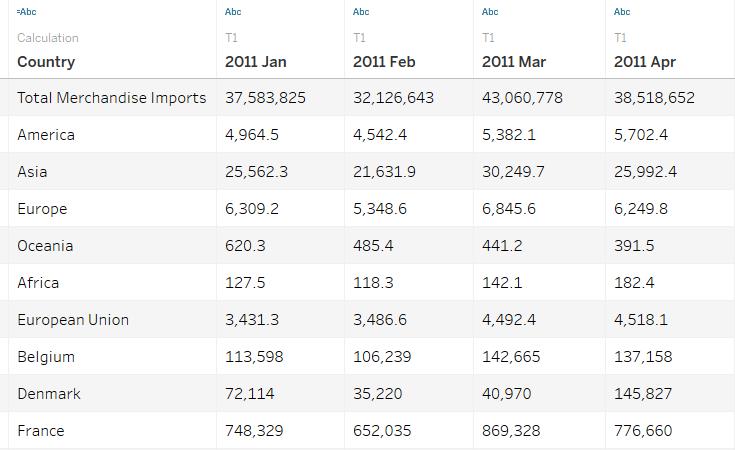 =Abc Abc Abc Abc Abc
Calculation T1 T1 T1 T1
Country 2011 Jan 2011 Feb 2011 Mar 2011 Apr
Total Merchandise Imports 37,583,825 32,126,643 43,060,778 38,518,652
America 4,964.5 4,542.4 5,382.1 5,702.4
Asia 25,562.3 21,631.9 30,249.7 25,992.4
Europe 6,309.2 5,348.6 6,845.6 6,249.8
Oceania 620.3 485.4 441.2 391.5
Africa 127.5 118.3 142.1 182.4
European Union 3,431.3 3,486.6 4,492.4 4,518.1
Belgium 113,598 106,239 142,665 137,158
Denmark 72,114 35,220 40,970 145,827
France 748,329 652,035 869,328 776,660